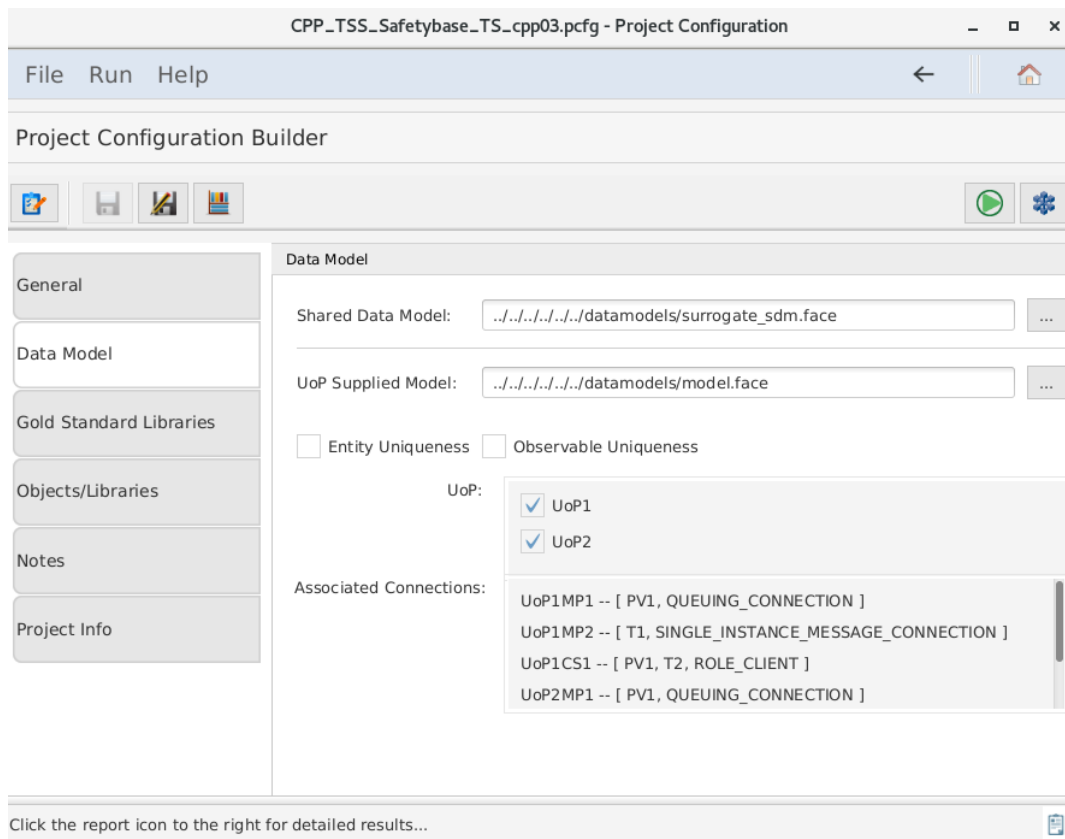 CPP_TSS_Safetybase_TS_cpp03.pcfg - Project Configuration
File Run Help
Project Configuration Builder
General
Data Model
Gold Standard Libraries
Objects/Libraries
Notes
Project Info
Data Model
Shared Data Model: ../../../../../../datamodels/surrogate_sdm.face ...
UoP Supplied Model: ../../../../../../datamodels/model.face ...
Entity Uniqueness Observable Uniqueness
UoP:
UoP1
UoP2
Associated Connections:
UoP1MP1 -- [ PV1, QUEUING_CONNECTION ]
UoP1MP2 -- [ T1, SINGLE_INSTANCE_MESSAGE_CONNECTION ]
UoP1CS1 -- [ PV1, T2, ROLE_CLIENT ]
UoP2MP1 -- [ PV1, QUEUING_CONNECTION ]
Click the report icon to the right for detailed results...